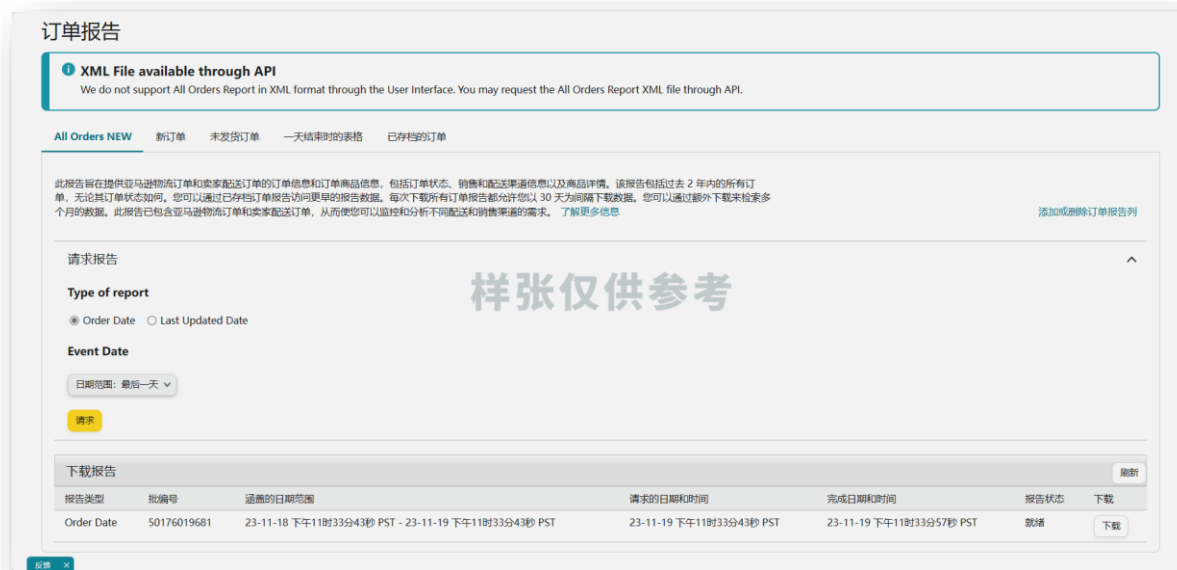 订单报告
XML File available through API
We do not support All Orders Report in XML format through the User Interface. You may request the All Orders Report XML file through API.
All Orders NEW 新订单 未发货订单 一天结束时的表格 已存档的订单
此报告旨在提供亚马逊物流订单和卖家配送订单的订单信息和订单商品信息，包括订单状态、销售和配送渠道信息以及商品详情。该报告包括过去 2 年内的所有订
单，无论其订单状态如何。您可以通过已存档订单报告访问更早的报告数据。每次下载所有订单报告都允许您以 30 天为间隔下载数据。您可以通过额外下载来检索多
个月的数据。此报告已包含亚马逊物流订单和卖家配送订单，从而使您可以监控和分析不同配送和销售渠道的需求。 了解更多信息
添加或删除订单报告列
请求报告
样张仅供参考
Type of report
Order Date Last Updated Date
Event Date
日期范围：最后一天
请求
下载报告
刷新
报告类型 批编号 涵盖的日期范围 请求的日期和时间 完成日期和时间 报告状态 下载
Order Date 50176019681 23-11-18 下午11时33分43秒 PST - 23-11-19 下午11时33分43秒 PST 23-11-19 下午11时33分43秒 PST 23-11-19 下午11时33分57秒 PST 就绪 下载
反馈 ×